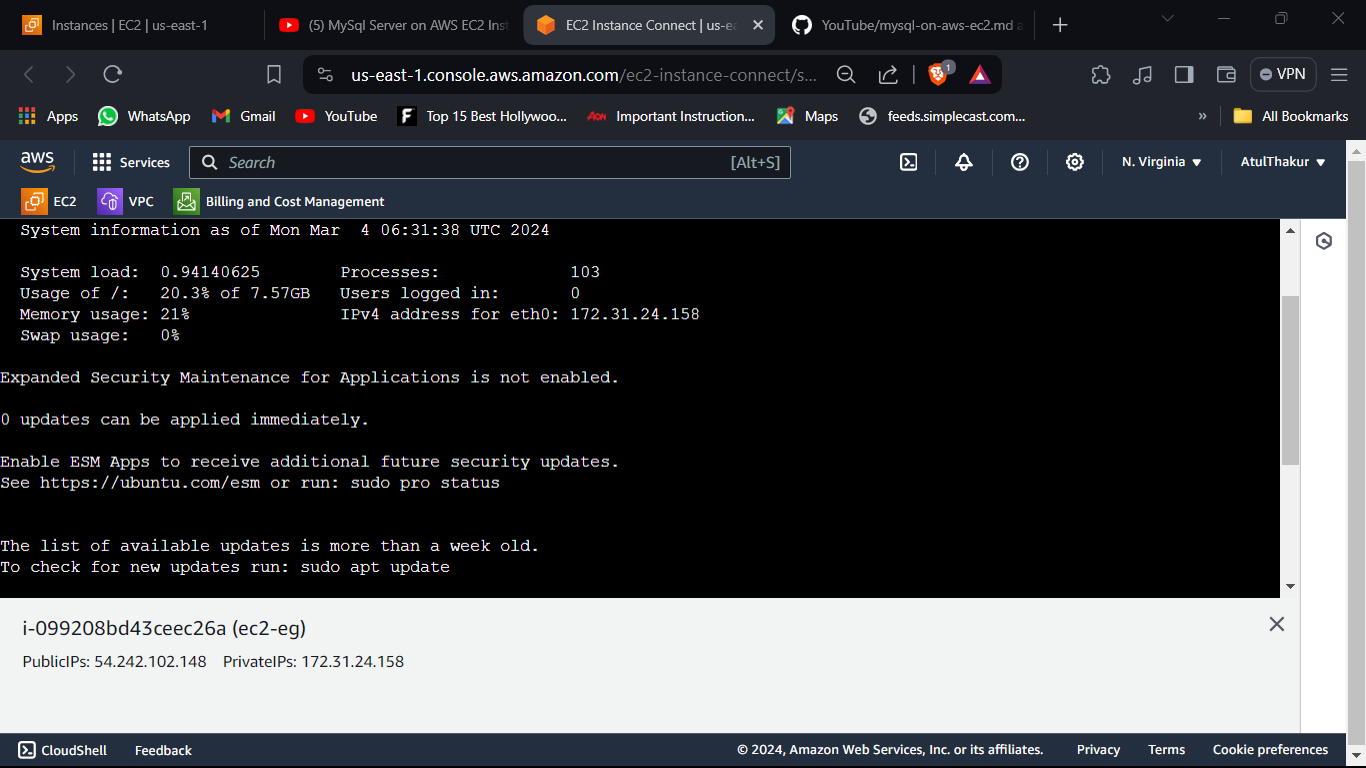 Instances | EC2 | us-east-1
(5) MySql Server on AWS EC2 Inst
EC2 Instance Connect | us-ea
YouTube/mysql-on-aws-ec2.md a
us-east-1.console.aws.amazon.com/ec2-instance-connect/s...
1
VPN
Apps
WhatsApp
Gmail
YouTube
F
Top 15 Best Hollywoo...
AON
Important Instruction...
Maps
feeds.simplecast.com...
»
All Bookmarks
aws
Services
Search
[Alt+S]
N. Virginia
AtulThakur
EC2
VPC
Billing and Cost Management
System information as of Mon Mar  4 06:31:38 UTC 2024
System load:  0.94140625        Processes:             103
Usage of /:   20.3% of 7.57GB   Users logged in:       0
Memory usage: 21%               IPv4 address for eth0: 172.31.24.158
Swap usage:   0%
Expanded Security Maintenance for Applications is not enabled.
0 updates can be applied immediately.
Enable ESM Apps to receive additional future security updates.
See https://ubuntu.com/esm or run: sudo pro status
The list of available updates is more than a week old.
To check for new updates run: sudo apt update
i-099208bd43ceec26a (ec2-eg)
PublicIPs: 54.242.102.148    PrivateIPs: 172.31.24.158
CloudShell
Feedback
© 2024, Amazon Web Services, Inc. or its affiliates.
Privacy
Terms
Cookie preferences